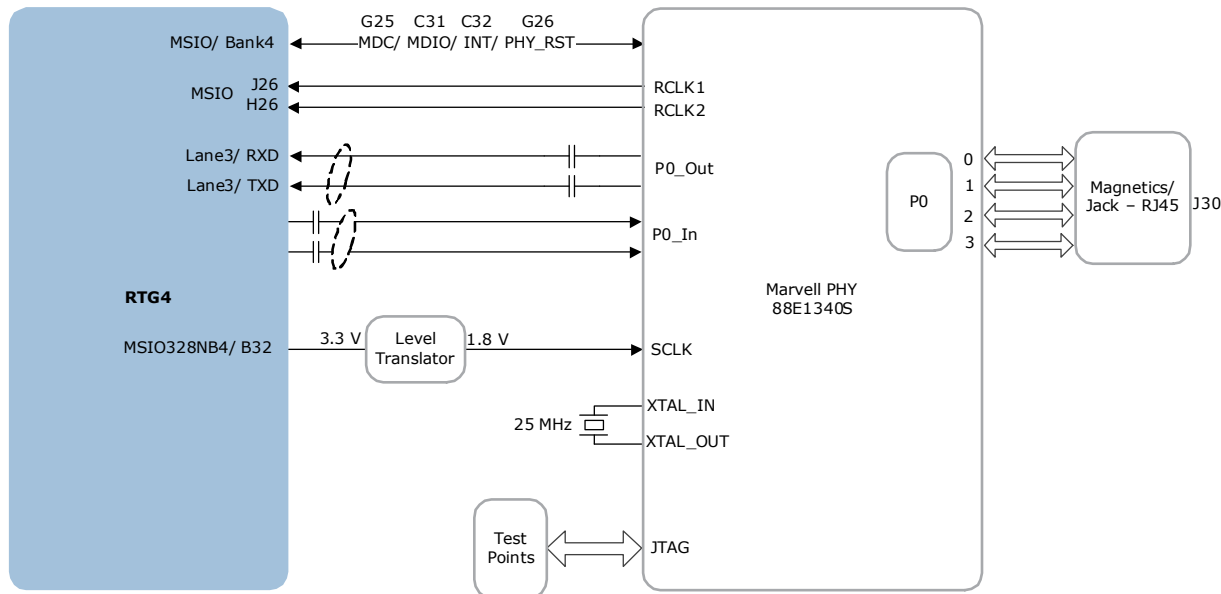 G25 C31 C32 G26
MSIO/ Bank4 MDC/ MDIO/ INT/ PHY_RST
MSIO J26 RCLK1
H26 RCLK2
Lane3/ RXD
P0_Out
Lane3/ TXD
P0_In
RTG4
MSIO328NB4/ B32
3.3 V
Level
Translator
1.8 V
SCLK
XTAL_IN
25 MHz
XTAL_OUT
Test
Points
JTAG
Marvell PHY
88E1340S
P0
0
1
2
3
Magnetics/
Jack – RJ45
J30